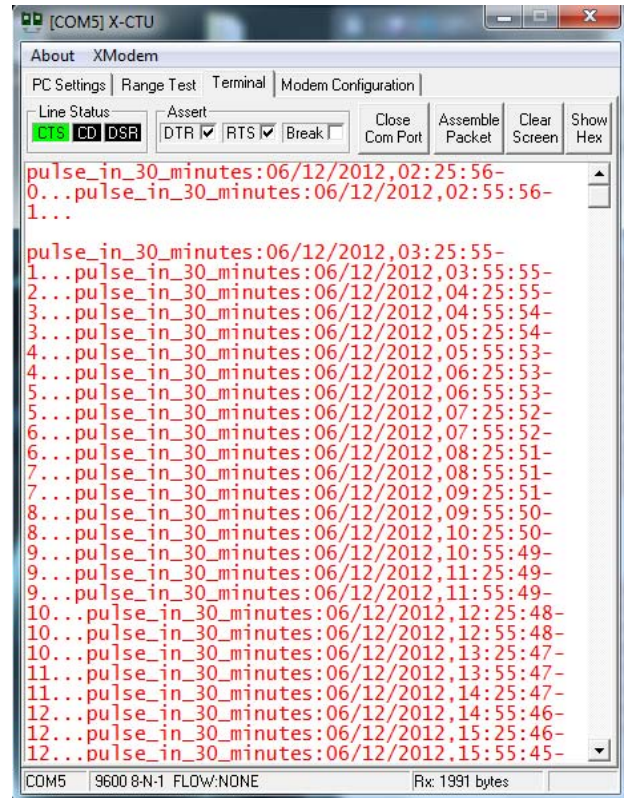 [COM5] X-CTU
About XModem
PC Settings Range Test Terminal Modem Configuration
Line Status Assert
CTS CD DSR DTR RTS Break Close Com Port Assemble Packet Clear Screen Show Hex
pulse_in_30_minutes:06/12/2012,02:25:56-
0...pulse_in_30_minutes:06/12/2012,02:55:56-
1...
pulse_in_30_minutes:06/12/2012,03:25:55-
1...pulse_in_30_minutes:06/12/2012,03:55:55-
2...pulse_in_30_minutes:06/12/2012,04:25:55-
3...pulse_in_30_minutes:06/12/2012,04:55:54-
3...pulse_in_30_minutes:06/12/2012,05:25:54-
4...pulse_in_30_minutes:06/12/2012,05:55:53-
4...pulse_in_30_minutes:06/12/2012,06:25:53-
5...pulse_in_30_minutes:06/12/2012,06:55:53-
5...pulse_in_30_minutes:06/12/2012,07:25:52-
6...pulse_in_30_minutes:06/12/2012,07:55:52-
6...pulse_in_30_minutes:06/12/2012,08:25:51-
7...pulse_in_30_minutes:06/12/2012,08:55:51-
7...pulse_in_30_minutes:06/12/2012,09:25:51-
8...pulse_in_30_minutes:06/12/2012,09:55:50-
8...pulse_in_30_minutes:06/12/2012,10:25:50-
9...pulse_in_30_minutes:06/12/2012,10:55:49-
9...pulse_in_30_minutes:06/12/2012,11:25:49-
9...pulse_in_30_minutes:06/12/2012,11:55:49-
10...pulse_in_30_minutes:06/12/2012,12:25:48-
10...pulse_in_30_minutes:06/12/2012,12:55:48-
10...pulse_in_30_minutes:06/12/2012,13:25:47-
11...pulse_in_30_minutes:06/12/2012,13:55:47-
11...pulse_in_30_minutes:06/12/2012,14:25:47-
12...pulse_in_30_minutes:06/12/2012,14:55:46-
12...pulse_in_30_minutes:06/12/2012,15:25:46-
12...pulse_in_30_minutes:06/12/2012,15:55:45-
COM5 9600 8-N-1 FLOW:NONE Rx: 1991 bytes